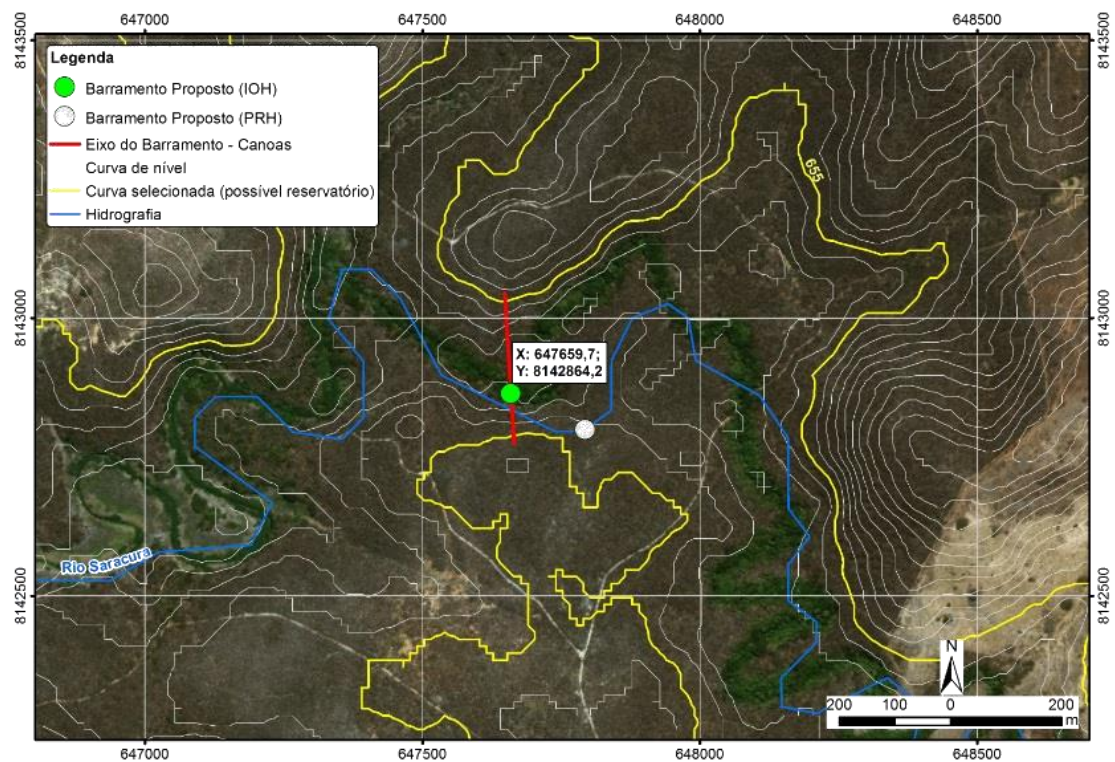 647000 647500 648000 648500
8143500 8143500
Legenda
Barramento Proposto (IOH)
Barramento Proposto (PRH)
Eixo do Barramento - Canoas
Curva de nível
Curva selecionada (possível reservatório)
Hidrografia
655
8143000 8143000
X: 647659,7;
Y: 8142864,2
Rio Saracura
8142500 8142500
N
200 100 0 200
m
647000 647500 648000 648500